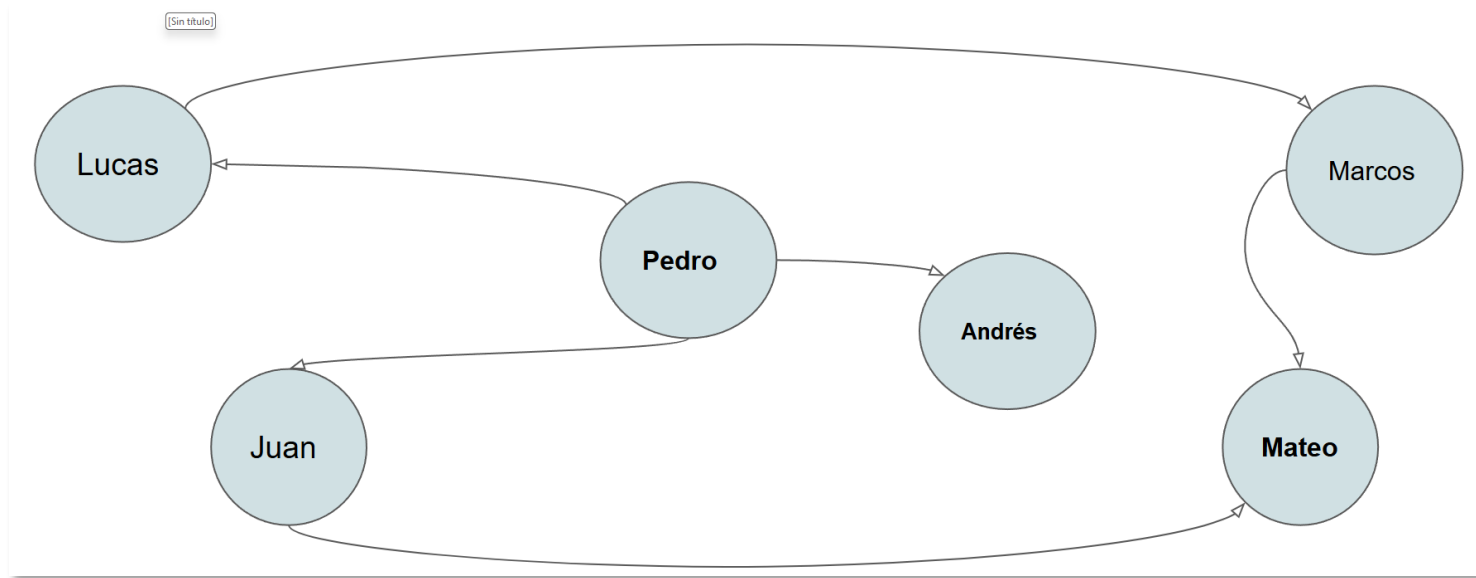 [Sin título]
Lucas
Marcos
Pedro
Andrés
Juan
Mateo